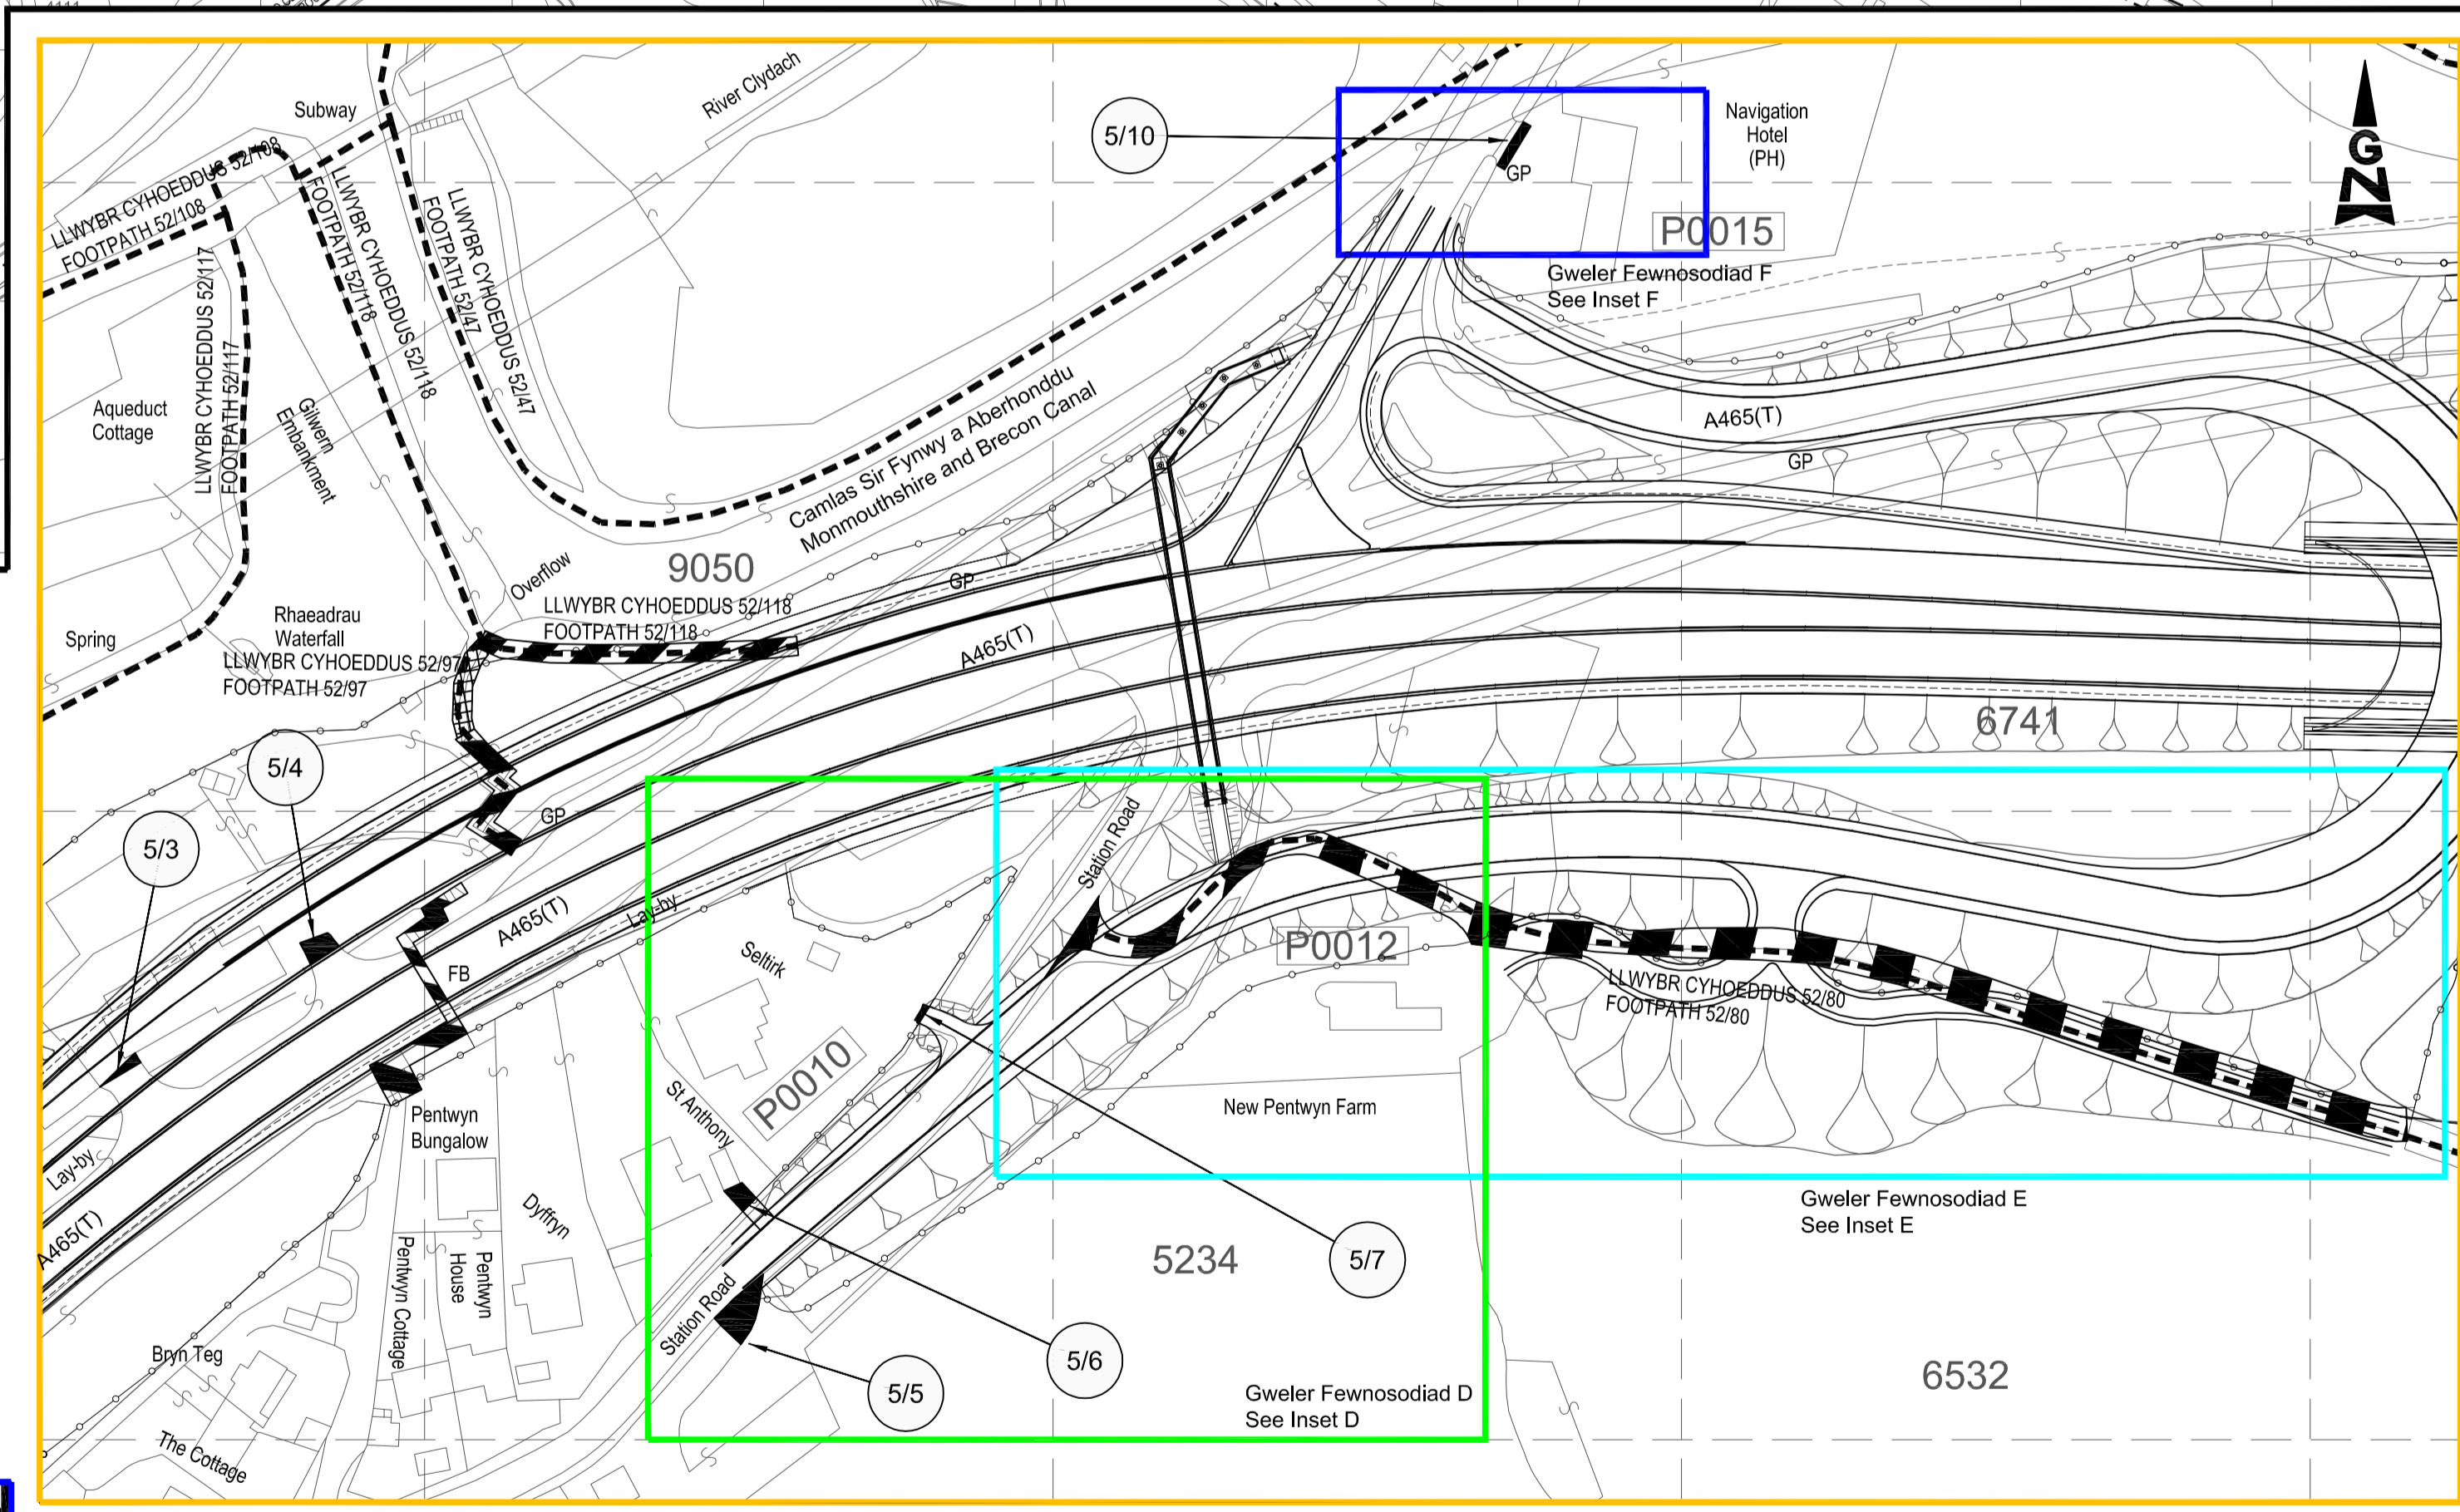 Subway
River Clydach
5/10
Navigation
Hotel
(PH)
GP
GN
P0015
Gweler Fewnosodiad F
See Inset F
LLWYBR CYHOEDDUS 52/108
FOOTPATH 52/108
LLWYBR CYHOEDDUS 52/117
FOOTPATH 52/117
LLWYBR CYHOEDDUS 52/118
FOOTPATH 52/118
LLWYBR CYHOEDDUS 52/47
FOOTPATH 52/47
Aqueduct
Cottage
Gilwern
Embankment
Camlas Sir Fynwy a Aberhonddu
Monmouthshire and Brecon Canal
A465(T)
GP
9050
Overflow
GP
LLWYBR CYHOEDDUS 52/118
FOOTPATH 52/118
Rhaeadrau
Waterfall
Spring
LLWYBR CYHOEDDUS 52/97
FOOTPATH 52/97
A465(T)
6741
5/4
5/3
GP
Station Road
A465(T)
Lay-by
FB
Seltirk
P0012
LLWYBR CYHOEDDUS 52/80
FOOTPATH 52/80
P0010
St Anthony
New Pentwyn Farm
Pentwyn
Bungalow
Lay-by
A465(T)
Dyffryn
Pentwyn
House
Pentwyn Cottage
Gweler Fewnosodiad E
See Inset E
5234
5/7
Station Road
5/6
5/5
Bryn Teg
The Cottage
6532
Gweler Fewnosodiad D
See Inset D